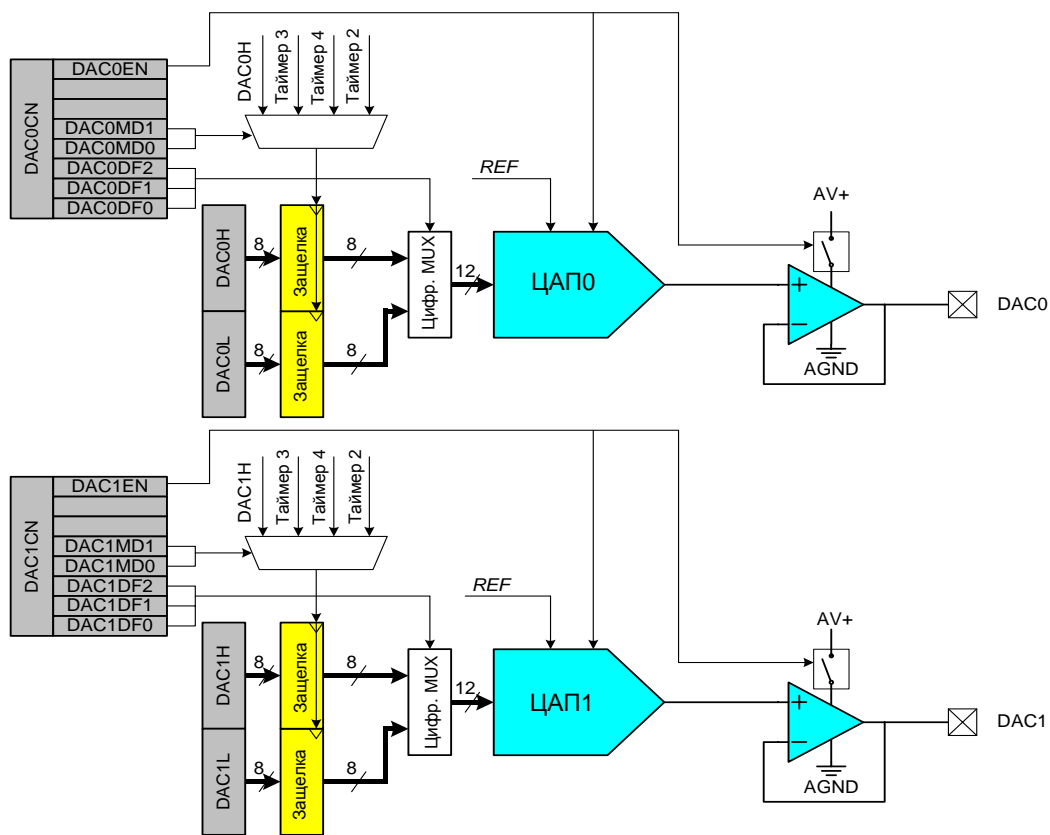 DAC0CN
DAC0EN
DAC0MD1
DAC0MD0
DAC0DF2
DAC0DF1
DAC0DF0
DAC0H
Таймер 3
Таймер 4
Таймер 2
REF
AV+
DAC0H
8
Защелка
8
Цифр. MUX
12
ЦАП0
+
−
DAC0
DAC0L
8
Защелка
8
AGND
DAC1CN
DAC1EN
DAC1MD1
DAC1MD0
DAC1DF2
DAC1DF1
DAC1DF0
DAC1H
Таймер 3
Таймер 4
Таймер 2
REF
AV+
DAC1H
8
Защелка
8
Цифр. MUX
12
ЦАП1
+
−
DAC1
DAC1L
8
Защелка
8
AGND